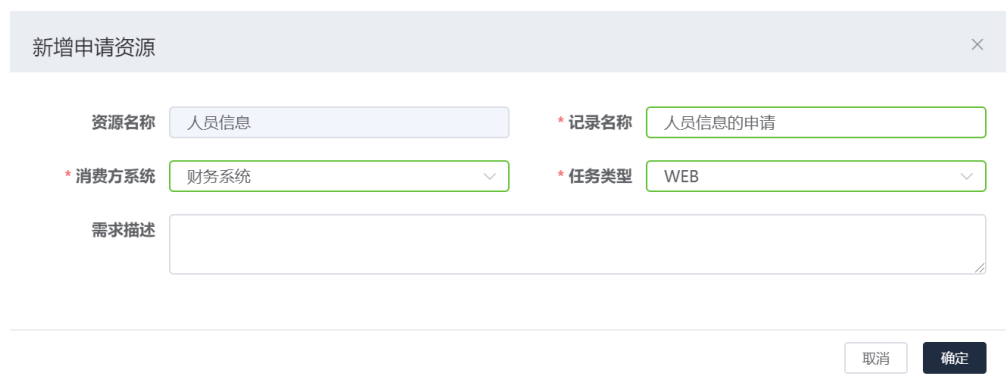 新增申请资源
资源名称 人员信息 * 记录名称 人员信息的申请
* 消费方系统 财务系统 * 任务类型 WEB
需求描述
取消 确定